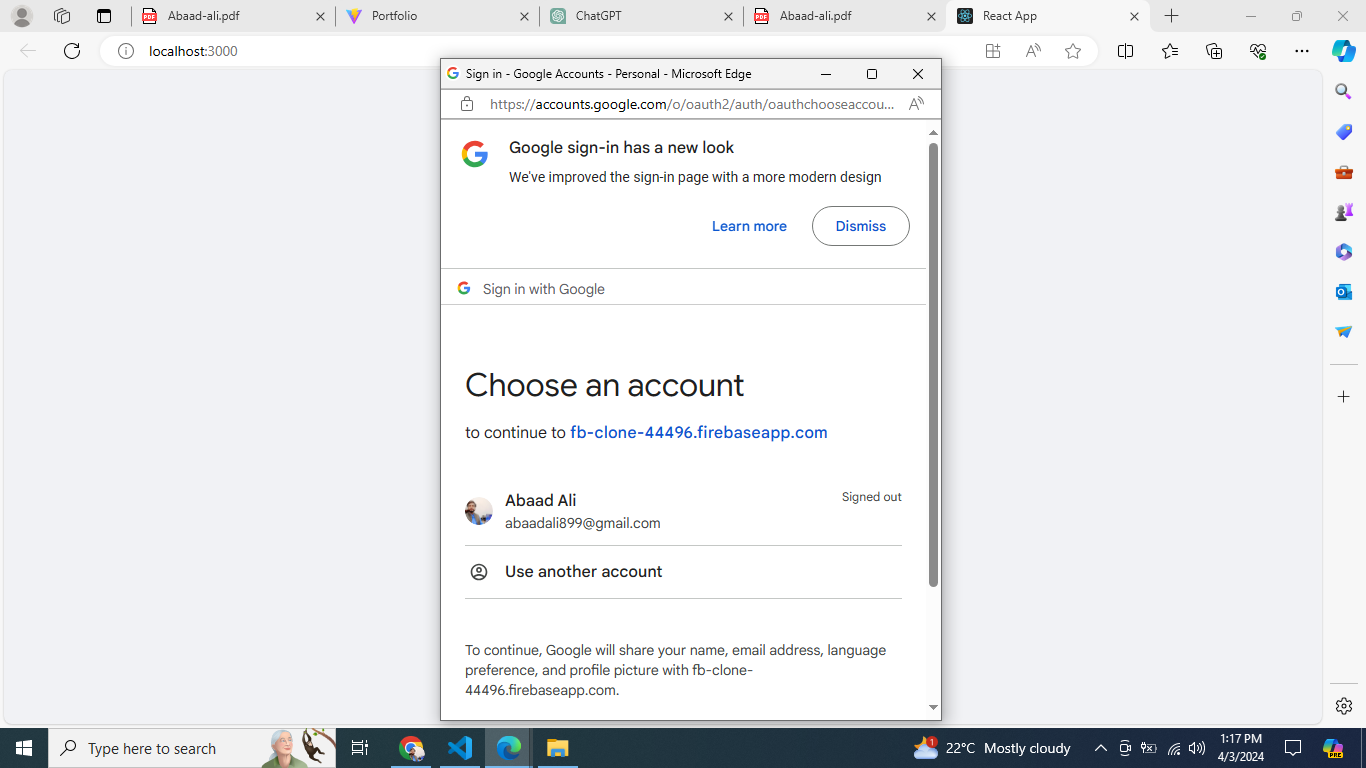 Abaad-ali.pdf
Portfolio
ChatGPT
Abaad-ali.pdf
React App
localhost:3000
Sign in - Google Accounts - Personal - Microsoft Edge
https://accounts.google.com/o/oauth2/auth/oauthchooseaccou...
Google sign-in has a new look
We've improved the sign-in page with a more modern design
Learn more
Dismiss
Sign in with Google
Choose an account
to continue to fb-clone-44496.firebaseapp.com
Abaad Ali
Signed out
abaadali899@gmail.com
Use another account
To continue, Google will share your name, email address, language
preference, and profile picture with fb-clone-
44496.firebaseapp.com.
Type here to search
1
22°C Mostly cloudy
1:17 PM
4/3/2024
PRE